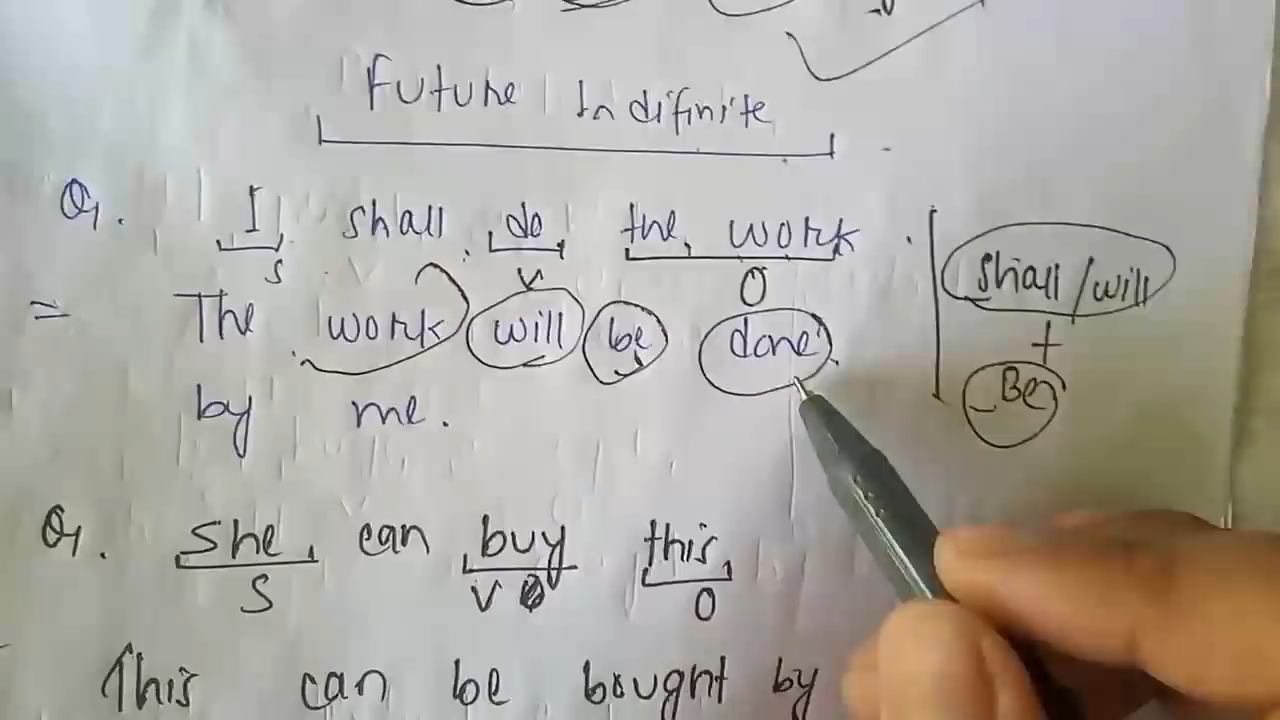 Future Indifinite
Q. I shall do the work.
S V O
= The work will be done.
by me.
shall/will
+
Be
Q. She can buy this
S V O
This can be bought by